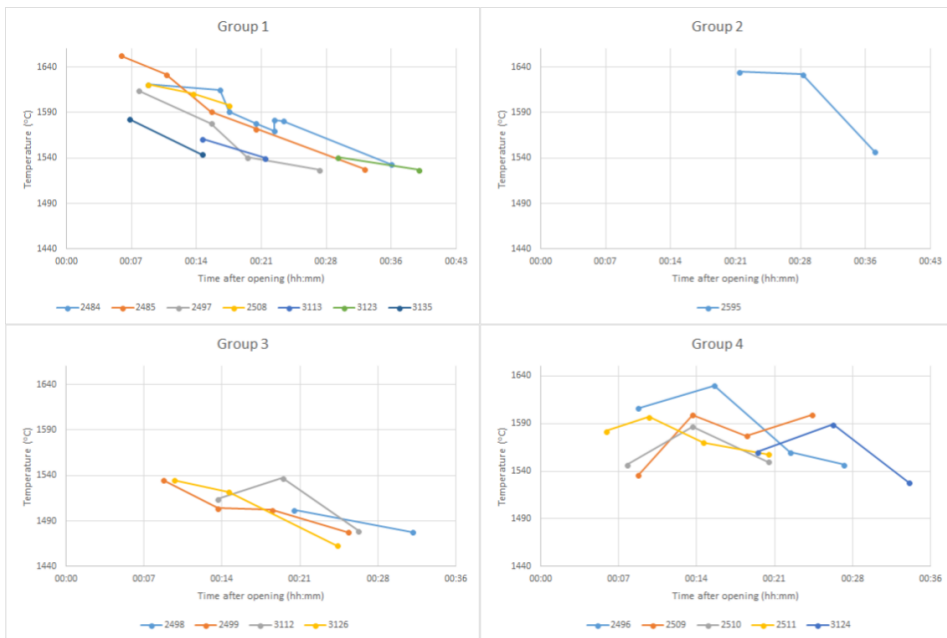 Group 1
Temperature (°C)
1640
1590
1540
1490
1440
00:00 00:07 00:14 00:21 00:28 00:36 00:43
Time after opening (hh:mm)
2484 2485 2497 2508 3113 3123 3135
Group 2
Temperature (°C)
1640
1590
1540
1490
1440
00:00 00:07 00:14 00:21 00:28 00:36 00:43
Time after opening (hh:mm)
2595
Group 3
Temperature (°C)
1640
1590
1540
1490
1440
00:00 00:07 00:14 00:21 00:28 00:36
Time after opening (hh:mm)
2498 2499 3112 3126
Group 4
Temperature (°C)
1640
1590
1540
1490
1440
00:00 00:07 00:14 00:21 00:28 00:36
Time after opening (hh:mm)
2496 2509 2510 2511 3124